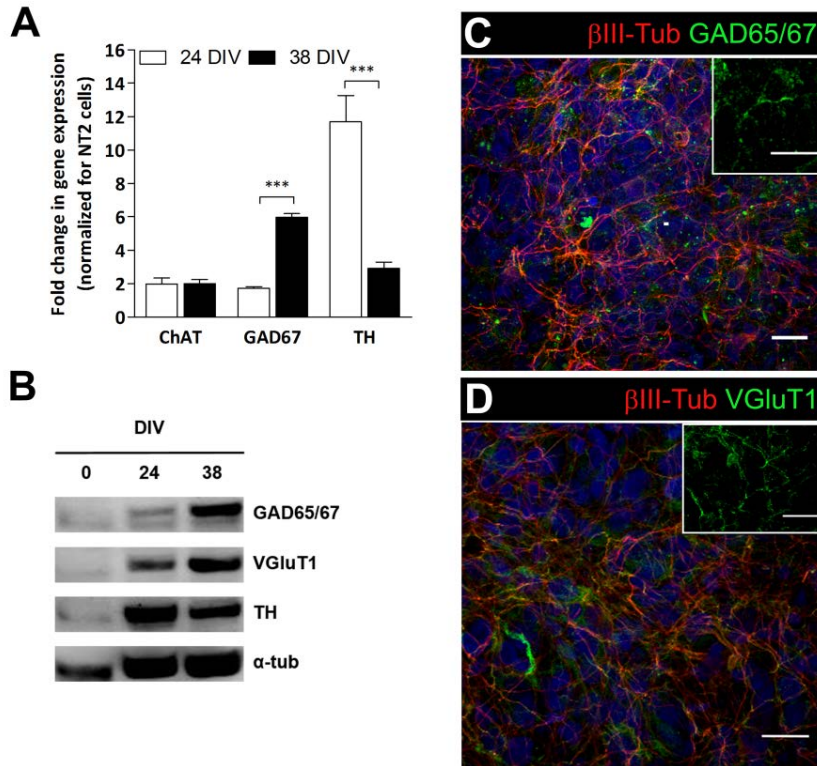 A
Fold change in gene expression
(normalized for NT2 cells)
16
14
12
10
8
6
4
2
0
24 DIV 38 DIV
***
***
ChAT GAD67 TH
B
DIV
0 24 38
GAD65/67
VGluT1
TH
α-tub
C
βIII-Tub GAD65/67
D
βIII-Tub VGluT1